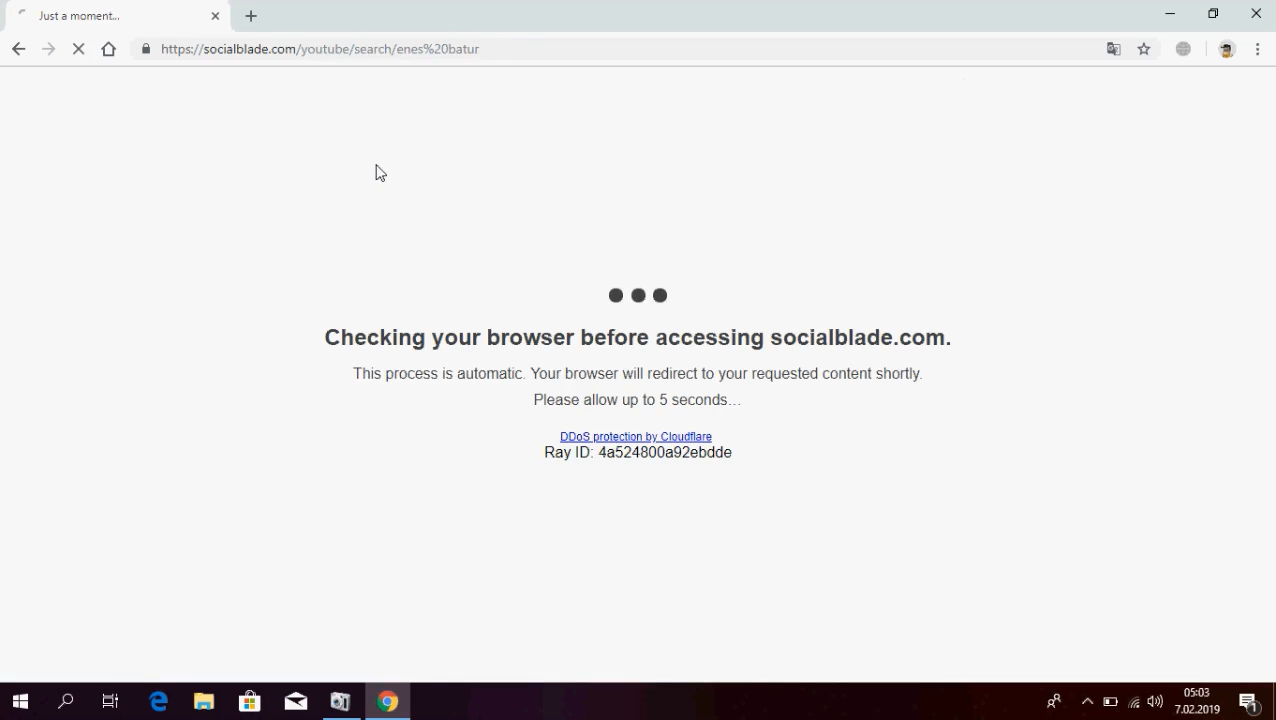 Just a moment...
https://socialblade.com/youtube/search/enes%20batur
Checking your browser before accessing socialblade.com.
This process is automatic. Your browser will redirect to your requested content shortly.
Please allow up to 5 seconds…
DDoS protection by Cloudflare
Ray ID: 4a524800a92ebdde
05:03
7.02.2019
1